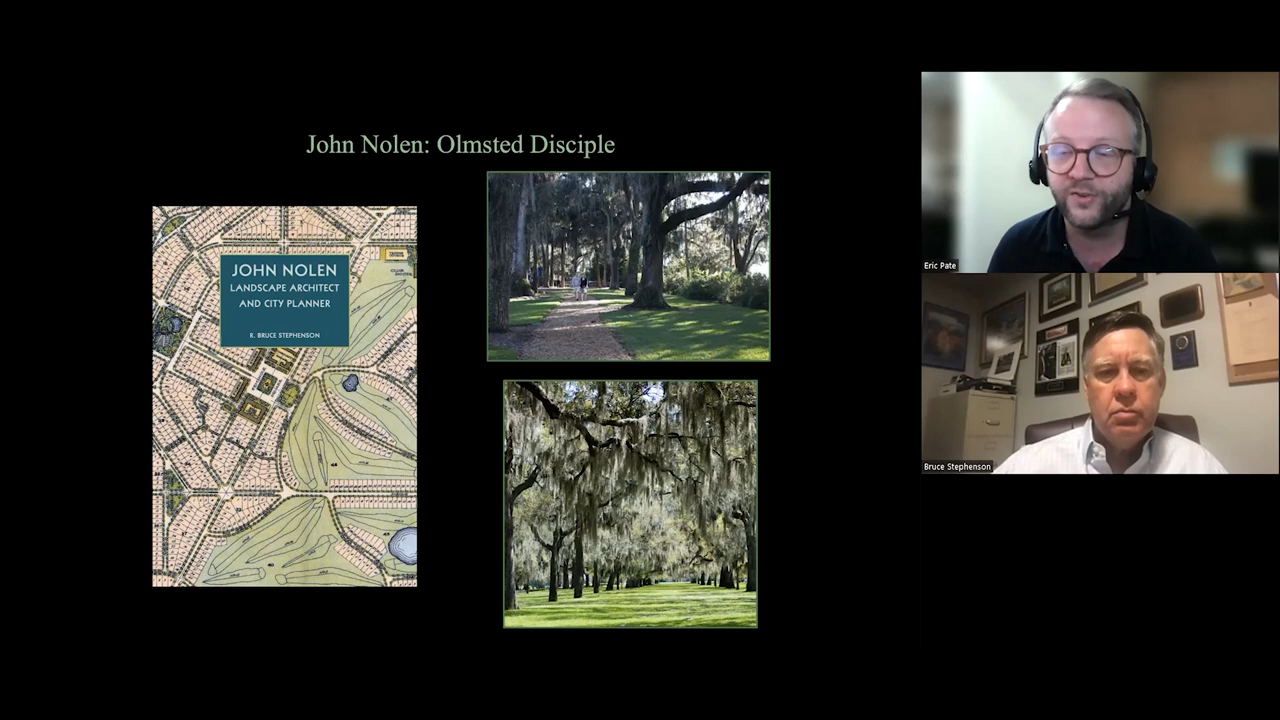 John Nolen: Olmsted Disciple
JOHN NOLEN
LANDSCAPE ARCHITECT
AND CITY PLANNER
R. BRUCE STEPHENSON
Eric Pate
Bruce Stephenson